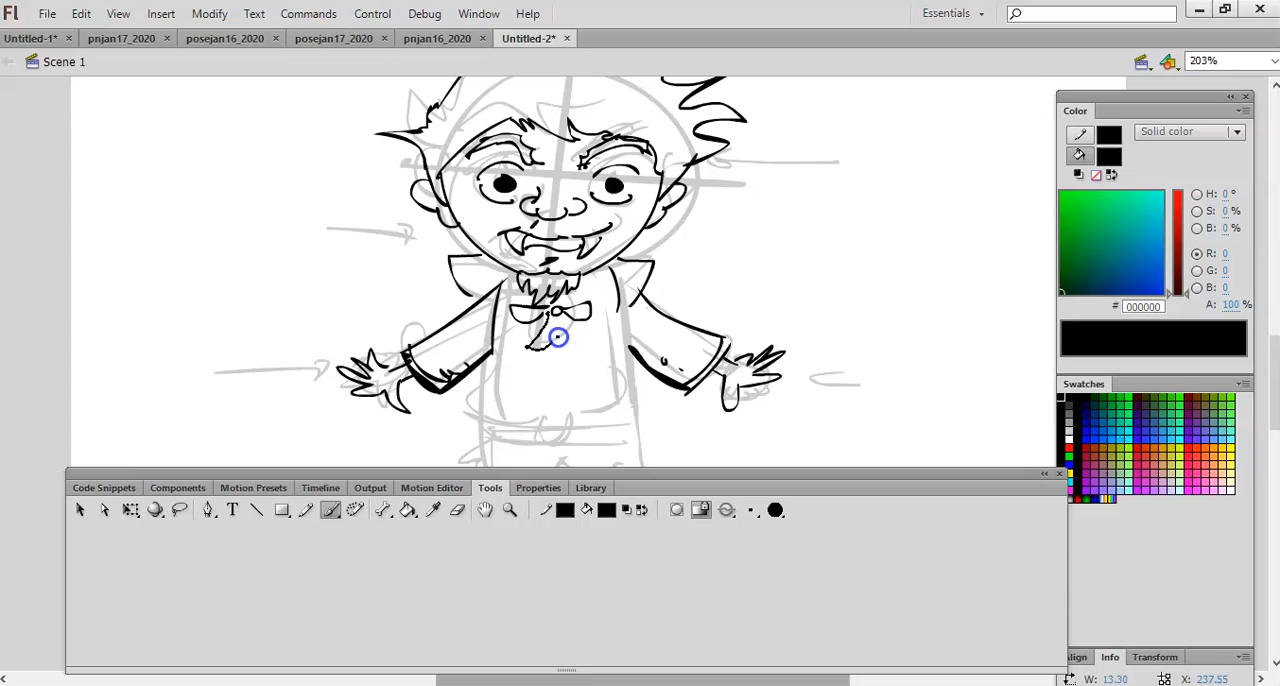 Fl File Edit View Insert Modify Text Commands Control Debug Window Help Essentials
Untitled-1* × pnjan17_2020 × posejan16_2020 × posejan17_2020 × pnjan16_2020 × Untitled-2* ×
Scene 1 203%
Color
Solid color
H: 0 °
S: 0 %
B: 0 %
R: 0
G: 0
B: 0
# 000000 A: 100 %
Swatches
Code Snippets Components Motion Presets Timeline Output Motion Editor Tools Properties Library
T
Align Info Transform
W: 13.30 X: 237.55